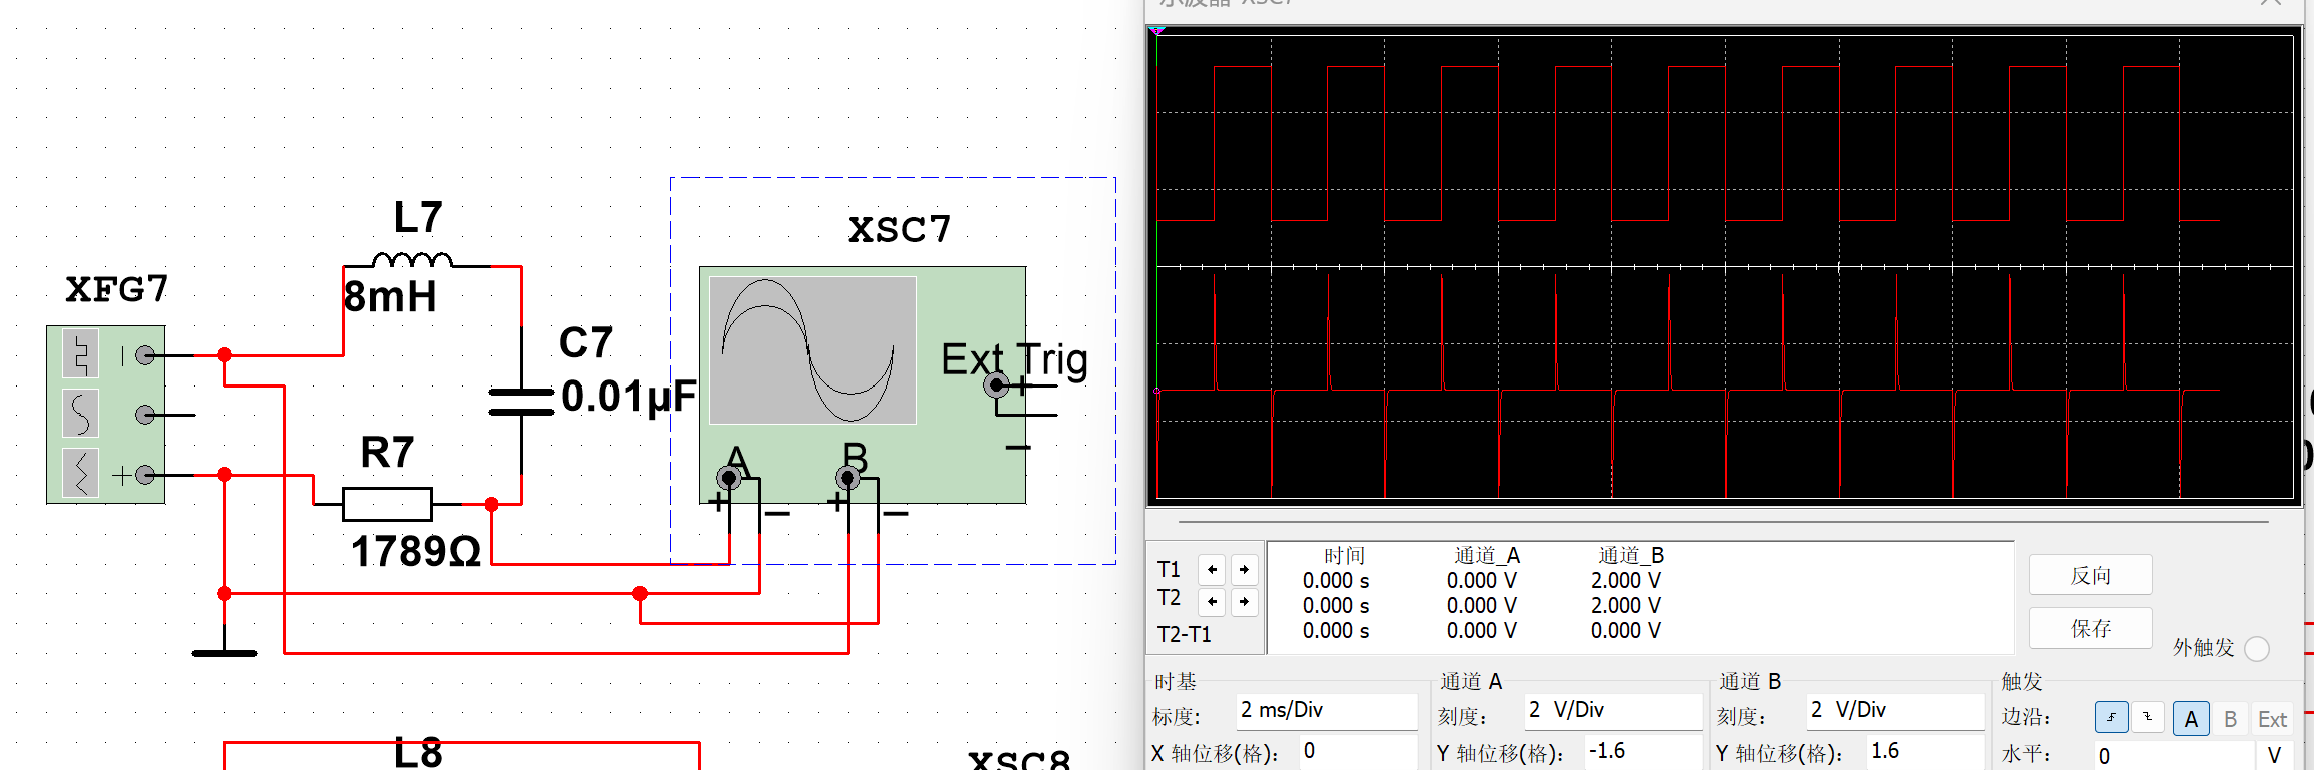 示波器-XSC7
XFG7
L7
8mH
C7
0.01µF
R7
1789Ω
XSC7
Ext Trig
A
B
L8
XSC8
时间 通道_A 通道_B
T1 0.000 s 0.000 V 2.000 V
T2 0.000 s 0.000 V 2.000 V
T2-T1 0.000 s 0.000 V 0.000 V
反向
保存
外触发
时基
标度: 2 ms/Div
X 轴位移(格): 0
通道 A
刻度: 2 V/Div
Y 轴位移(格): -1.6
通道 B
刻度: 2 V/Div
Y 轴位移(格): 1.6
触发
边沿: A B Ext
水平: 0 V